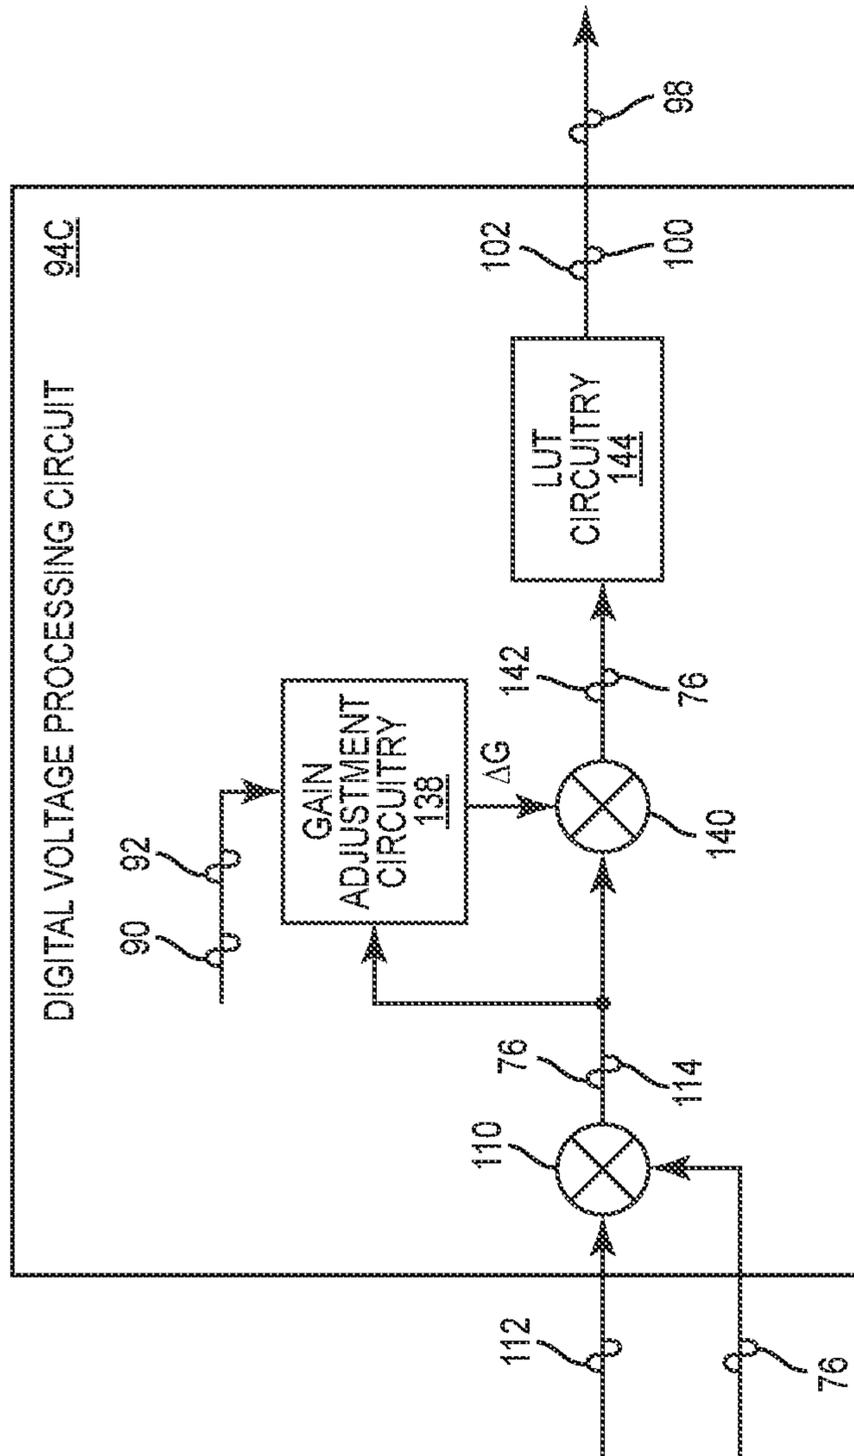 DIGITAL VOLTAGE PROCESSING CIRCUIT
94C
90
92
GAIN
ADJUSTMENT
CIRCUITRY
138
ΔG
112
76
110
76
114
140
142
76
LUT
CIRCUITRY
144
102
100
98